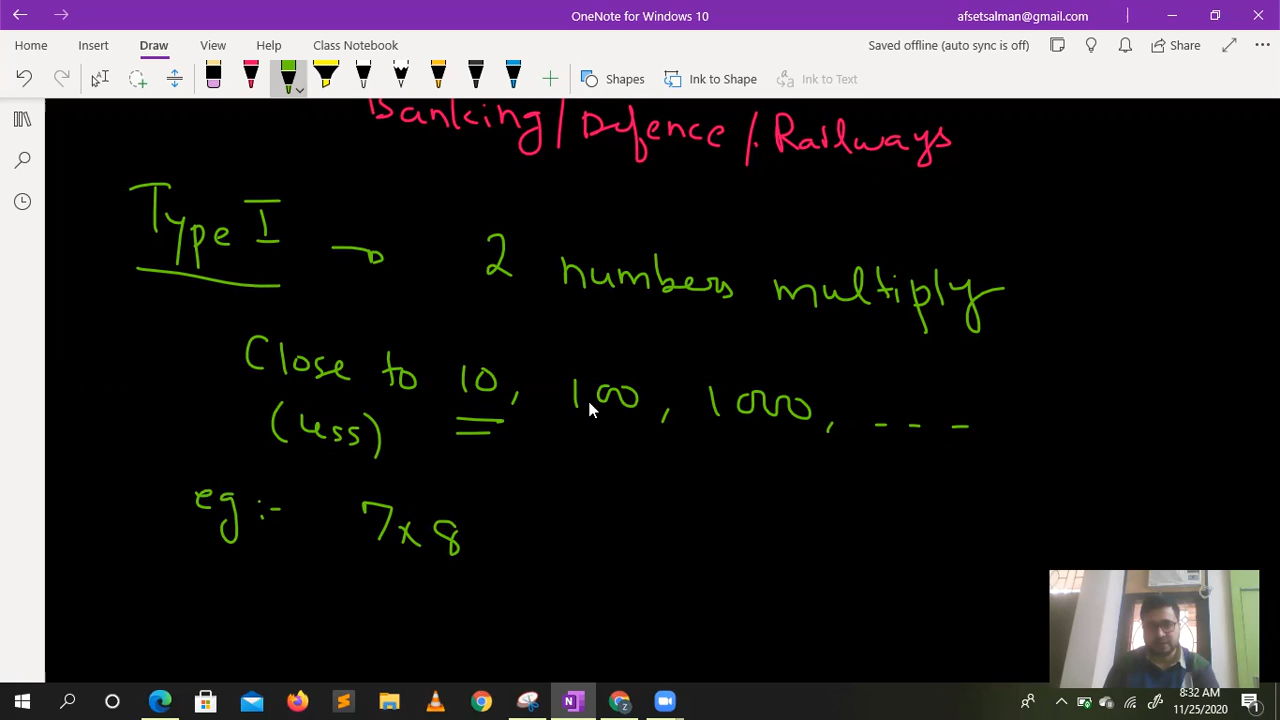 OneNote for Windows 10
afsetsalman@gmail.com
Home Insert Draw View Help Class Notebook
Saved offline (auto sync is off)
Share
Shapes Ink to Shape Ink to Text
Banking/Defence/Railways
Type I → 2 numbers multiply
Close to 10, 100, 1000, ---
(less)
eg :- 7 x 8
8:32 AM
11/25/2020